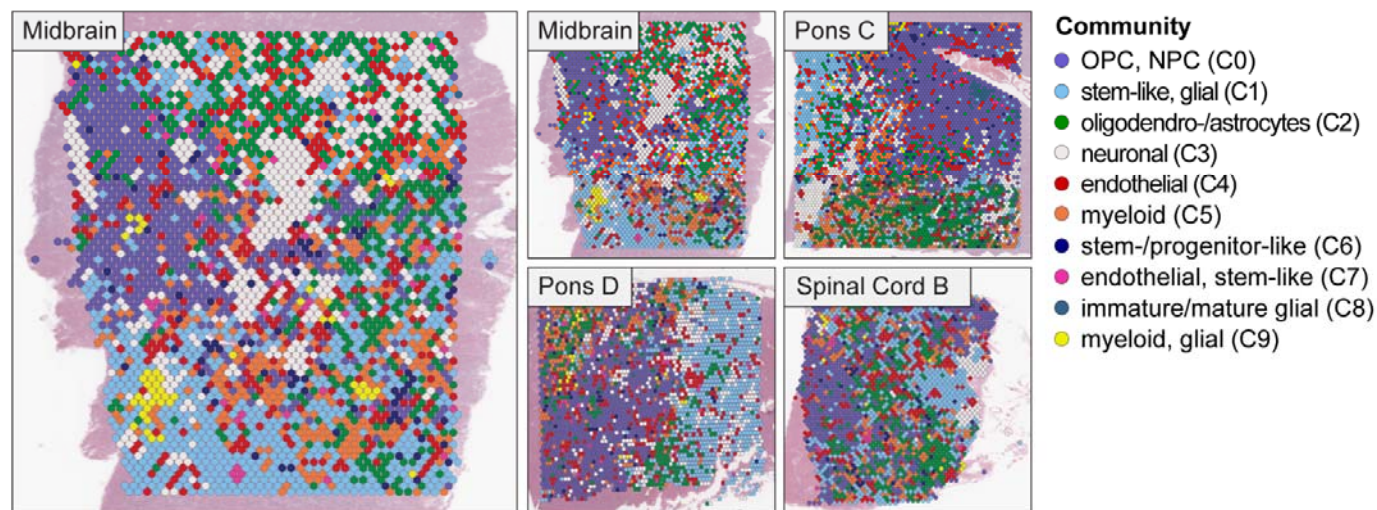 Midbrain
Midbrain
Pons C
Pons D
Spinal Cord B
Community
OPC, NPC (C0)
stem-like, glial (C1)
oligodendro-/astrocytes (C2)
neuronal (C3)
endothelial (C4)
myeloid (C5)
stem-/progenitor-like (C6)
endothelial, stem-like (C7)
immature/mature glial (C8)
myeloid, glial (C9)